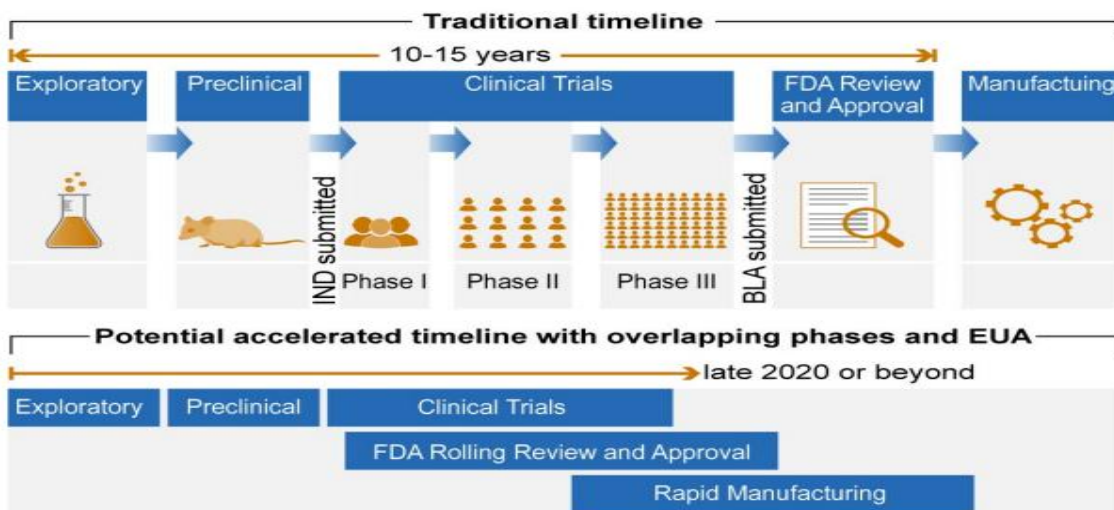 Traditional timeline
10-15 years
Exploratory
Preclinical
Clinical Trials
FDA Review
and Approval
Manufactuing
IND submitted
BLA submitted
Phase I
Phase II
Phase III
Potential accelerated timeline with overlapping phases and EUA
late 2020 or beyond
Exploratory
Preclinical
Clinical Trials
FDA Rolling Review and Approval
Rapid Manufacturing